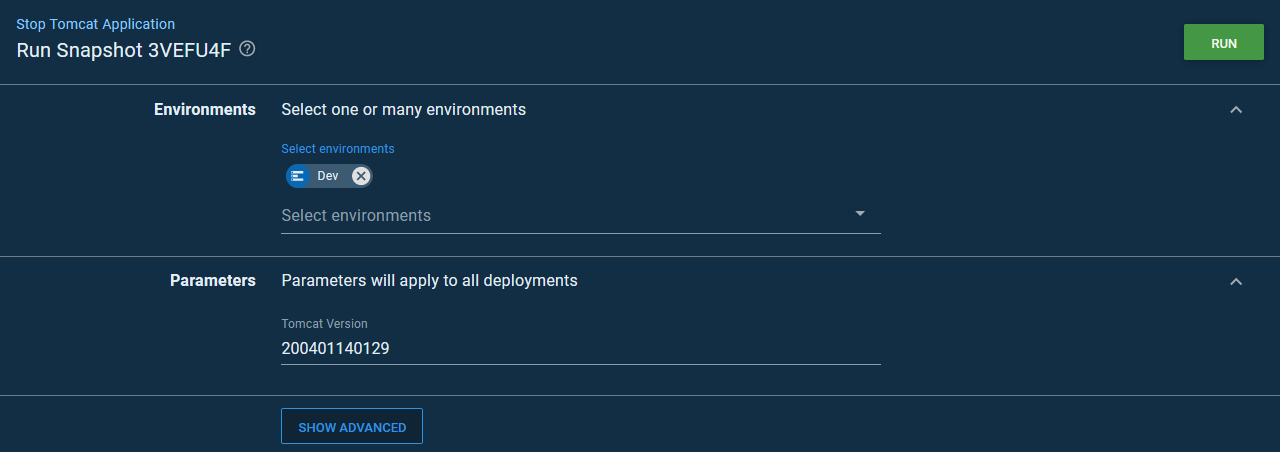 Stop Tomcat Application
Run Snapshot 3VEFU4F
RUN
Environments Select one or many environments
Select environments
Dev
Select environments
Parameters Parameters will apply to all deployments
Tomcat Version
200401140129
SHOW ADVANCED